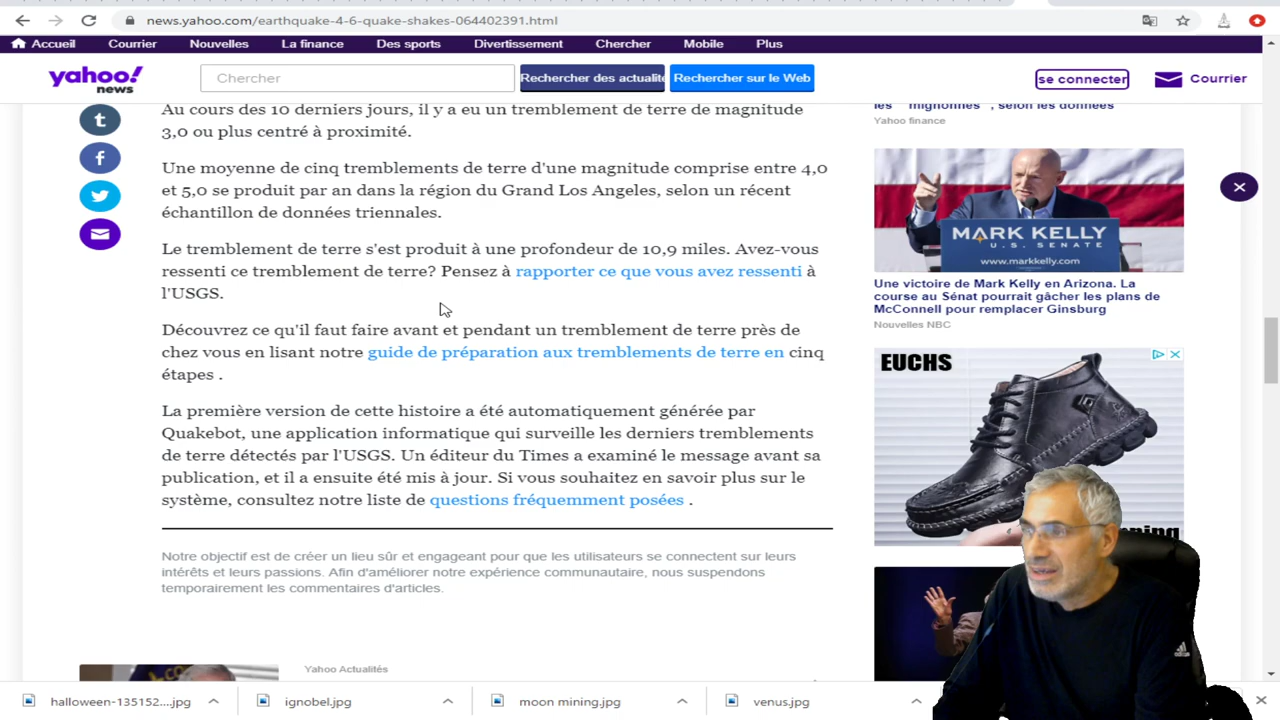 news.yahoo.com/earthquake-4-6-quake-shakes-064402391.html
Accueil Courrier Nouvelles La finance Des sports Divertissement Chercher Mobile Plus
yahoo!
news
Chercher
Rechercher des actualité
Rechercher sur le Web
se connecter
Courrier
Au cours des 10 derniers jours, il y a eu un tremblement de terre de magnitude
3,0 ou plus centré à proximité.
Une moyenne de cinq tremblements de terre d'une magnitude comprise entre 4,0
et 5,0 se produit par an dans la région du Grand Los Angeles, selon un récent
échantillon de données triennales.
Le tremblement de terre s'est produit à une profondeur de 10,9 miles. Avez-vous
ressenti ce tremblement de terre? Pensez à rapporter ce que vous avez ressenti à
l'USGS.
Découvrez ce qu'il faut faire avant et pendant un tremblement de terre près de
chez vous en lisant notre guide de préparation aux tremblements de terre en cinq
étapes .
La première version de cette histoire a été automatiquement générée par
Quakebot, une application informatique qui surveille les derniers tremblements
de terre détectés par l'USGS. Un éditeur du Times a examiné le message avant sa
publication, et il a ensuite été mis à jour. Si vous souhaitez en savoir plus sur le
système, consultez notre liste de questions fréquemment posées .
Notre objectif est de créer un lieu sûr et engageant pour que les utilisateurs se connectent sur leurs
intérêts et leurs passions. Afin d'améliorer notre expérience communautaire, nous suspendons
temporairement les commentaires d'articles.
Yahoo Actualités
les "mignonnes", selon les données
Yahoo finance
MARK KELLY
U.S. SENATE
www.markkelly.com
Une victoire de Mark Kelly en Arizona. La
course au Sénat pourrait gâcher les plans de
McConnell pour remplacer Ginsburg
Nouvelles NBC
EUCHS
halloween-135152....jpg
ignobel.jpg
moon mining.jpg
venus.jpg